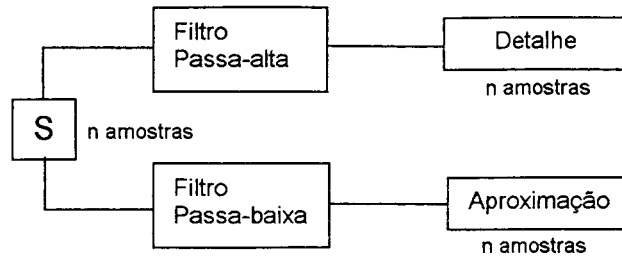 Filtro
Passa-alta
Detalhe
n amostras
S
n amostras
Filtro
Passa-baixa
Aproximação
n amostras